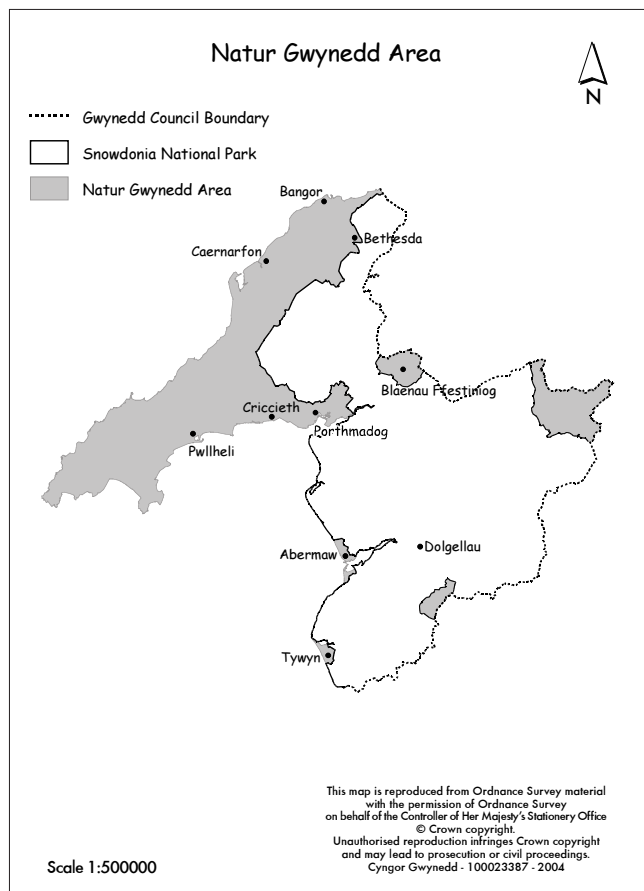 Natur Gwynedd Area
N
Gwynedd Council Boundary
Snowdonia National Park
Natur Gwynedd Area
Bangor
Bethesda
Caernarfon
Blaenau Ffestiniog
Criccieth
Porthmadog
Pwllheli
Abermaw
Dolgellau
Tywyn
This map is reproduced from Ordnance Survey material
with the permission of Ordnance Survey
on behalf of the Controller of Her Majesty's Stationery Office
© Crown copyright.
Unauthorised reproduction infringes Crown copyright
and may lead to prosecution or civil proceedings.
Cyngor Gwynedd - 100023387 - 2004
Scale 1:500000